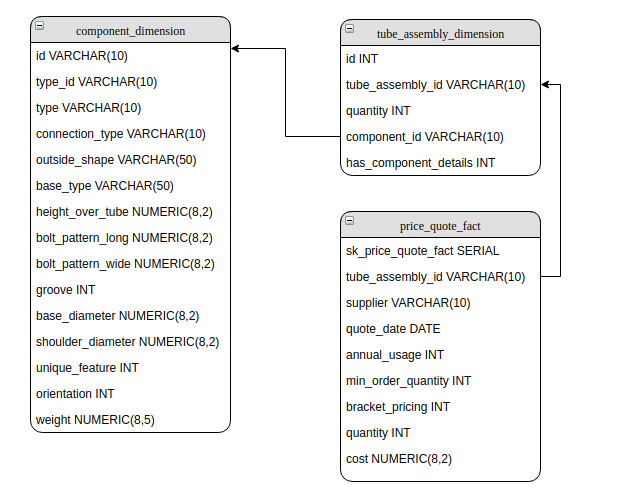 component_dimension
id VARCHAR(10)
type_id VARCHAR(10)
type VARCHAR(10)
connection_type VARCHAR(10)
outside_shape VARCHAR(50)
base_type VARCHAR(50)
height_over_tube NUMERIC(8,2)
bolt_pattern_long NUMERIC(8,2)
bolt_pattern_wide NUMERIC(8,2)
groove INT
base_diameter NUMERIC(8,2)
shoulder_diameter NUMERIC(8,2)
unique_feature INT
orientation INT
weight NUMERIC(8,5)
tube_assembly_dimension
id INT
tube_assembly_id VARCHAR(10)
quantity INT
component_id VARCHAR(10)
has_component_details INT
price_quote_fact
sk_price_quote_fact SERIAL
tube_assembly_id VARCHAR(10)
supplier VARCHAR(10)
quote_date DATE
annual_usage INT
min_order_quantity INT
bracket_pricing INT
quantity INT
cost NUMERIC(8,2)